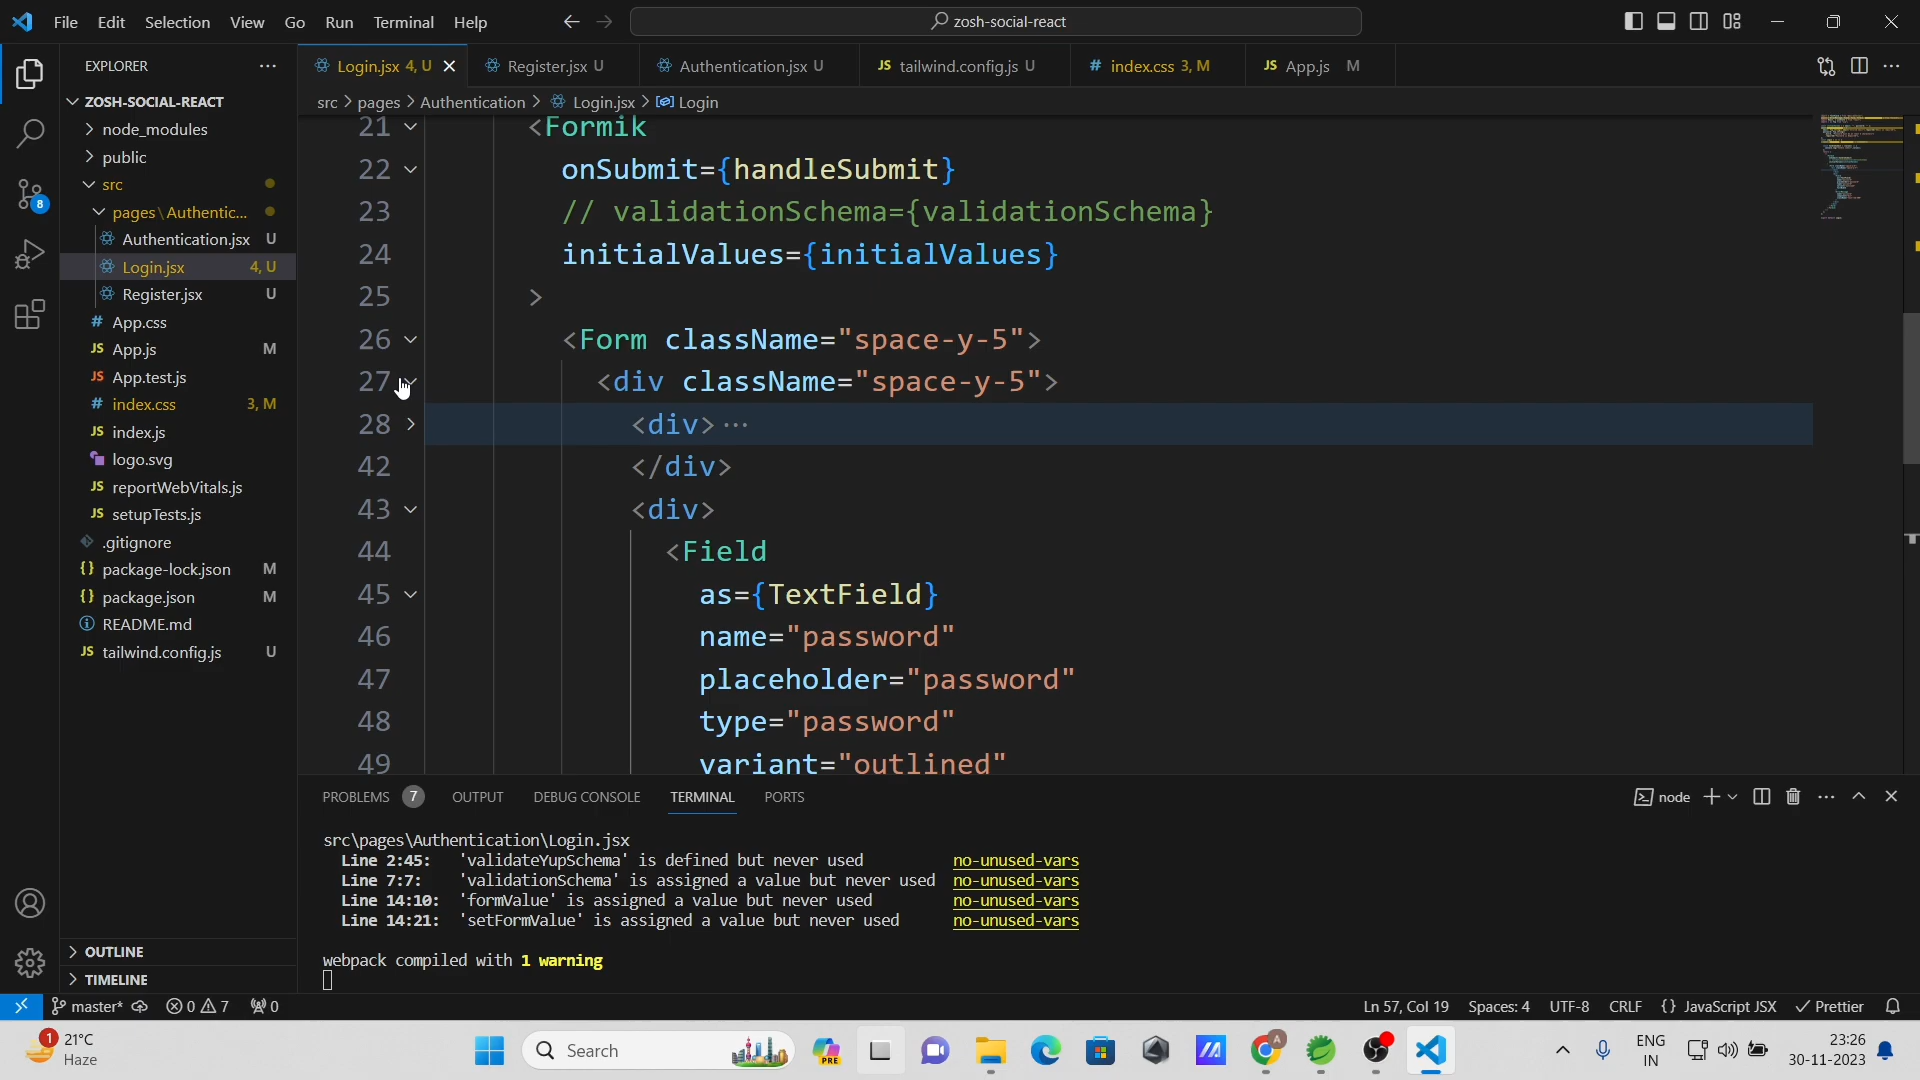 File Edit Selection View Go Run Terminal Help
zosh-social-react
EXPLORER
Login.jsx 4, U
Register.jsx U
Authentication.jsx U
JS tailwind.config.js U
# index.css 3, M
JS App.js M
src > pages > Authentication > Login.jsx > Login
ZOSH-SOCIAL-REACT
node_modules
public
src
pages\Authentic...
Authentication.jsx U
Login.jsx 4, U
Register.jsx U
# App.css
JS App.js M
JS App.test.js
# index.css 3, M
JS index.js
logo.svg
JS reportWebVitals.js
JS setupTests.js
.gitignore
{} package-lock.json M
{} package.json M
README.md
JS tailwind.config.js U
OUTLINE
TIMELINE
8
21 <Formik
22 onSubmit={handleSubmit}
23 // validationSchema={validationSchema}
24 initialValues={initialValues}
25 >
26 <Form className="space-y-5">
27 <div className="space-y-5">
28 <div>···
42 </div>
43 <div>
44 <Field
45 as={TextField}
46 name="password"
47 placeholder="password"
48 type="password"
49 variant="outlined"
PROBLEMS 7 OUTPUT DEBUG CONSOLE TERMINAL PORTS
node
src\pages\Authentication\Login.jsx
Line 2:45: 'validateYupSchema' is defined but never used no-unused-vars
Line 7:7: 'validationSchema' is assigned a value but never used no-unused-vars
Line 14:10: 'formValue' is assigned a value but never used no-unused-vars
Line 14:21: 'setFormValue' is assigned a value but never used no-unused-vars
webpack compiled with 1 warning
master* 0 7 0
Ln 57, Col 19 Spaces: 4 UTF-8 CRLF {} JavaScript JSX Prettier
1
21°C
Haze
Search
PRE
A
ENG
IN
23:26
30-11-2023